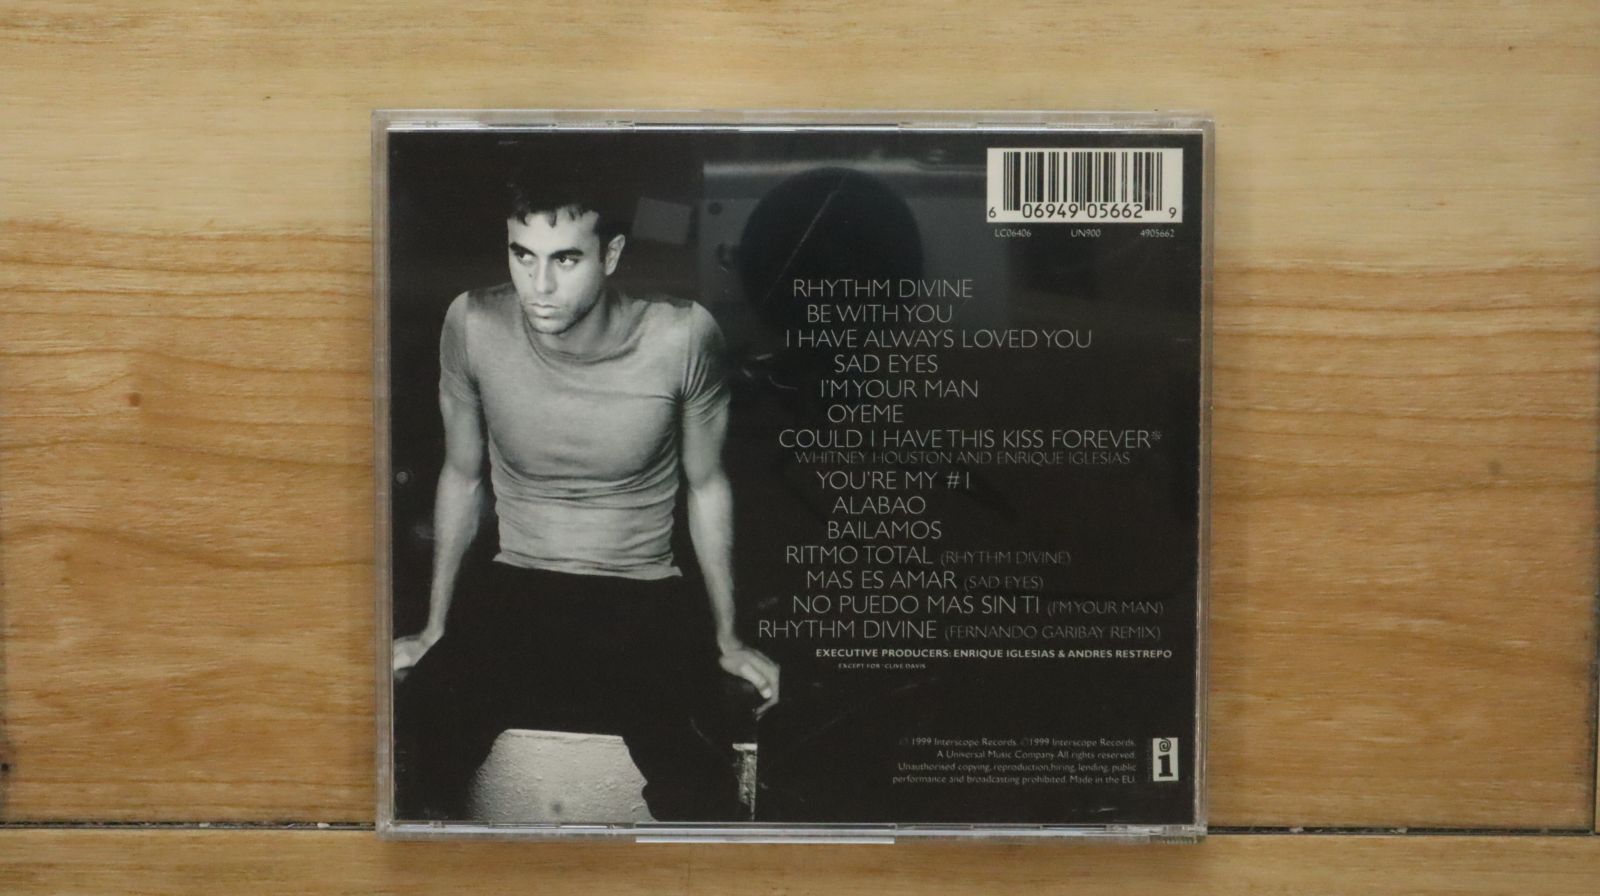 6 06949 05662 9
LC06406 UN900 4905662
RHYTHM DIVINE
BE WITH YOU
I HAVE ALWAYS LOVED YOU
SAD EYES
I'M YOUR MAN
OYEME
COULD I HAVE THIS KISS FOREVER*
WHITNEY HOUSTON AND ENRIQUE IGLESIAS
YOU'RE MY #1
ALABAO
BAILAMOS
RITMO TOTAL (RHYTHM DIVINE)
MAS ES AMAR (SAD EYES)
NO PUEDO MAS SIN TI (I'M YOUR MAN)
RHYTHM DIVINE (FERNANDO GARIBAY REMIX)
EXECUTIVE PRODUCERS: ENRIQUE IGLESIAS & ANDRES RESTREPO
EXCEPT FOR *CLIVE DAVIS
℗ 1999 Interscope Records. ©1999 Interscope Records.
A Universal Music Company. All rights reserved.
Unauthorised copying, reproduction, hiring, lending, public
performance and broadcasting prohibited. Made in the EU.
i